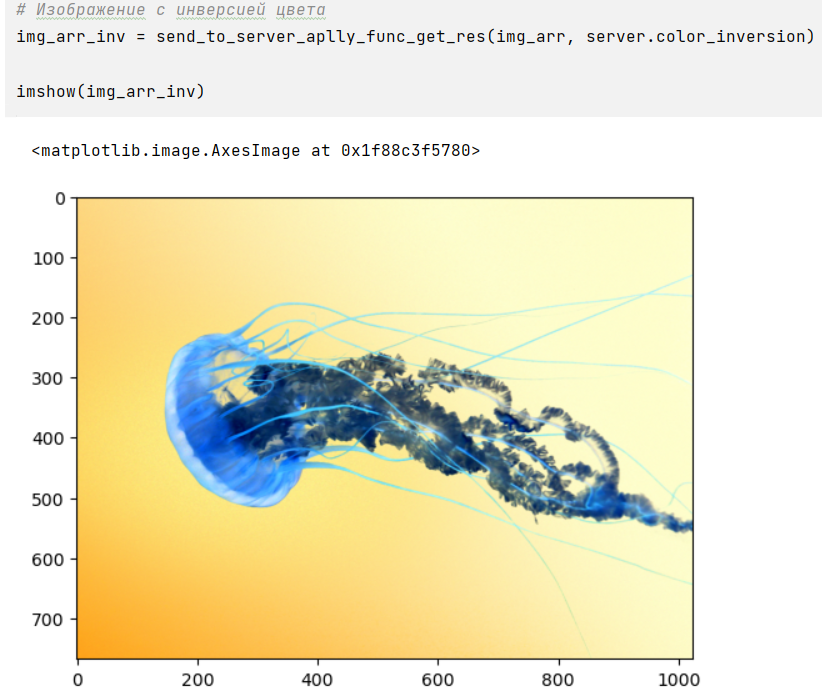 # Изображение с инверсией цвета
img_arr_inv = send_to_server_aplly_func_get_res(img_arr, server.color_inversion)
imshow(img_arr_inv)
<matplotlib.image.AxesImage at 0x1f88c3f5780>
0
100
200
300
400
500
600
700
0 200 400 600 800 1000